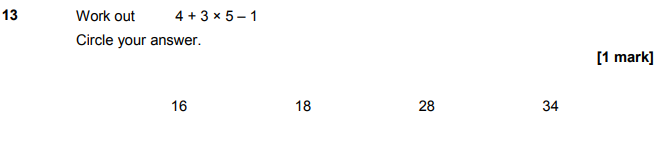 13 Work out 4 + 3 × 5 – 1
Circle your answer.
[1 mark]
16 18 28 34